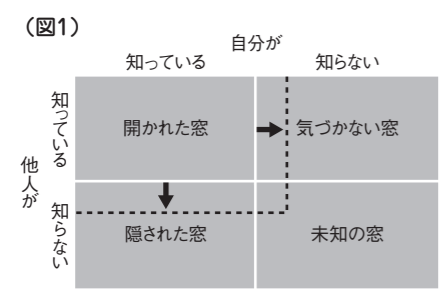 （図1）
自分が
知っている
知らない
他人が
知っている
開かれた窓
気づかない窓
知らない
隠された窓
未知の窓